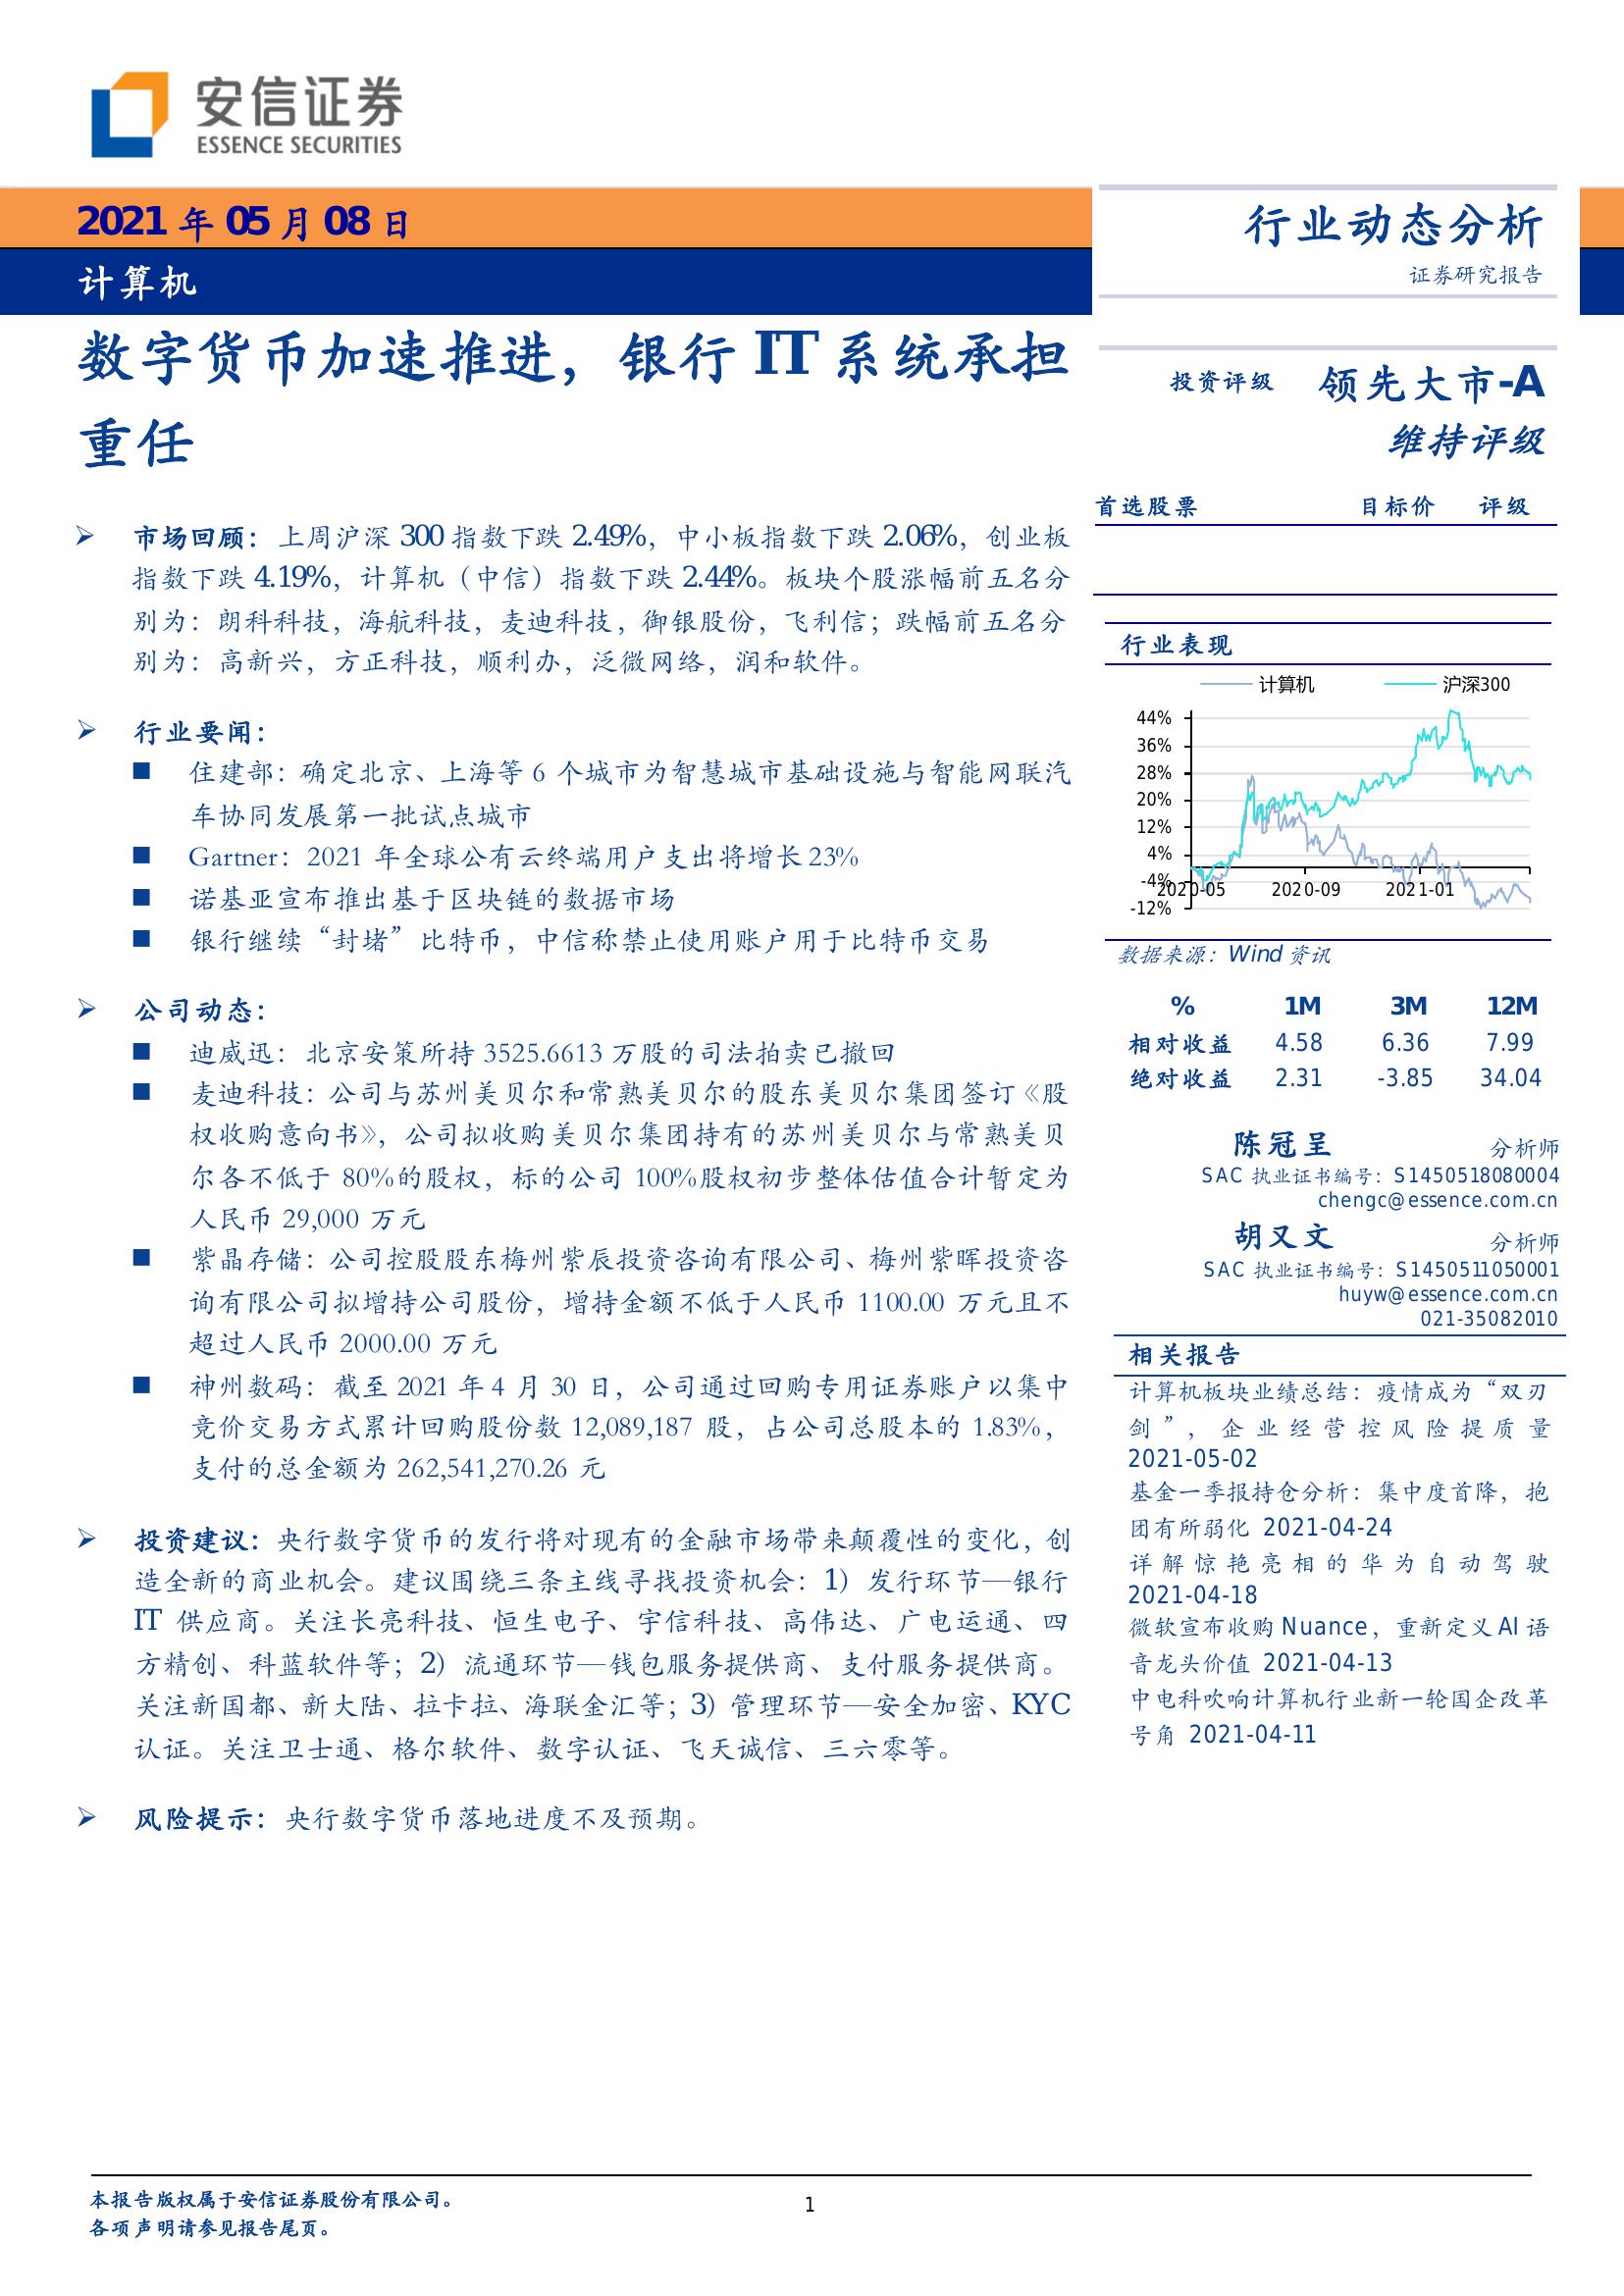 安信证券
ESSENCE SECURITIES
2021 年 05 月 08 日
计算机
数字货币加速推进，银行 IT 系统承担
重任
市场回顾：上周沪深 300 指数下跌 2.49%，中小板指数下跌 2.06%，创业板
指数下跌 4.19%，计算机（中信）指数下跌 2.44%。板块个股涨幅前五名分
别为：朗科科技，海航科技，麦迪科技，御银股份，飞利信；跌幅前五名分
别为：高新兴，方正科技，顺利办，泛微网络，润和软件。
行业要闻：
住建部：确定北京、上海等 6 个城市为智慧城市基础设施与智能网联汽
车协同发展第一批试点城市
Gartner：2021 年全球公有云终端用户支出将增长 23%
诺基亚宣布推出基于区块链的数据市场
银行继续“封堵”比特币，中信称禁止使用账户用于比特币交易
公司动态：
迪威迅：北京安策所持 3525.6613 万股的司法拍卖已撤回
麦迪科技：公司与苏州美贝尔和常熟美贝尔的股东美贝尔集团签订《股
权收购意向书》，公司拟收购美贝尔集团持有的苏州美贝尔与常熟美贝
尔各不低于 80%的股权，标的公司 100%股权初步整体估值合计暂定为
人民币 29,000 万元
紫晶存储：公司控股股东梅州紫辰投资咨询有限公司、梅州紫晖投资咨
询有限公司拟增持公司股份，增持金额不低于人民币 1100.00 万元且不
超过人民币 2000.00 万元
神州数码：截至 2021 年 4 月 30 日，公司通过回购专用证券账户以集中
竞价交易方式累计回购股份数 12,089,187 股，占公司总股本的 1.83%，
支付的总金额为 262,541,270.26 元
投资建议：央行数字货币的发行将对现有的金融市场带来颠覆性的变化，创
造全新的商业机会。建议围绕三条主线寻找投资机会：1）发行环节—银行
IT 供应商。关注长亮科技、恒生电子、宇信科技、高伟达、广电运通、四
方精创、科蓝软件等；2）流通环节—钱包服务提供商、支付服务提供商。
关注新国都、新大陆、拉卡拉、海联金汇等；3）管理环节—安全加密、KYC
认证。关注卫士通、格尔软件、数字认证、飞天诚信、三六零等。
风险提示：央行数字货币落地进度不及预期。
行业动态分析
证券研究报告
投资评级 领先大市-A
维持评级
首选股票 目标价 评级
行业表现
计算机 沪深300
44%
36%
28%
20%
12%
4%
-4%
-12%
2020-05 2020-09 2021-01
数据来源：Wind 资讯
% 1M 3M 12M
相对收益 4.58 6.36 7.99
绝对收益 2.31 -3.85 34.04
陈冠呈 分析师
SAC 执业证书编号：S1450518080004
chengc@essence.com.cn
胡又文 分析师
SAC 执业证书编号：S1450511050001
huyw@essence.com.cn
021-35082010
相关报告
计算机板块业绩总结：疫情成为“双刃
剑”，企业经营控风险提质量
2021-05-02
基金一季报持仓分析：集中度首降，抱
团有所弱化 2021-04-24
详解惊艳亮相的华为自动驾驶
2021-04-18
微软宣布收购 Nuance，重新定义 AI 语
音龙头价值 2021-04-13
中电科吹响计算机行业新一轮国企改革
号角 2021-04-11
本报告版权属于安信证券股份有限公司。
各项声明请参见报告尾页。
1